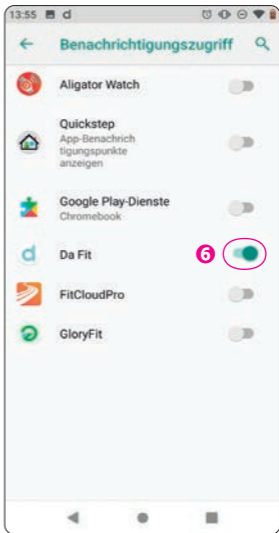 13:55 d
Benachrichtigungszugriff
Aligator Watch
Quickstep
App-Benachrich
tigungspunkte
anzeigen
Google Play-Dienste
Chromebook
d Da Fit 6
FitCloudPro
GloryFit